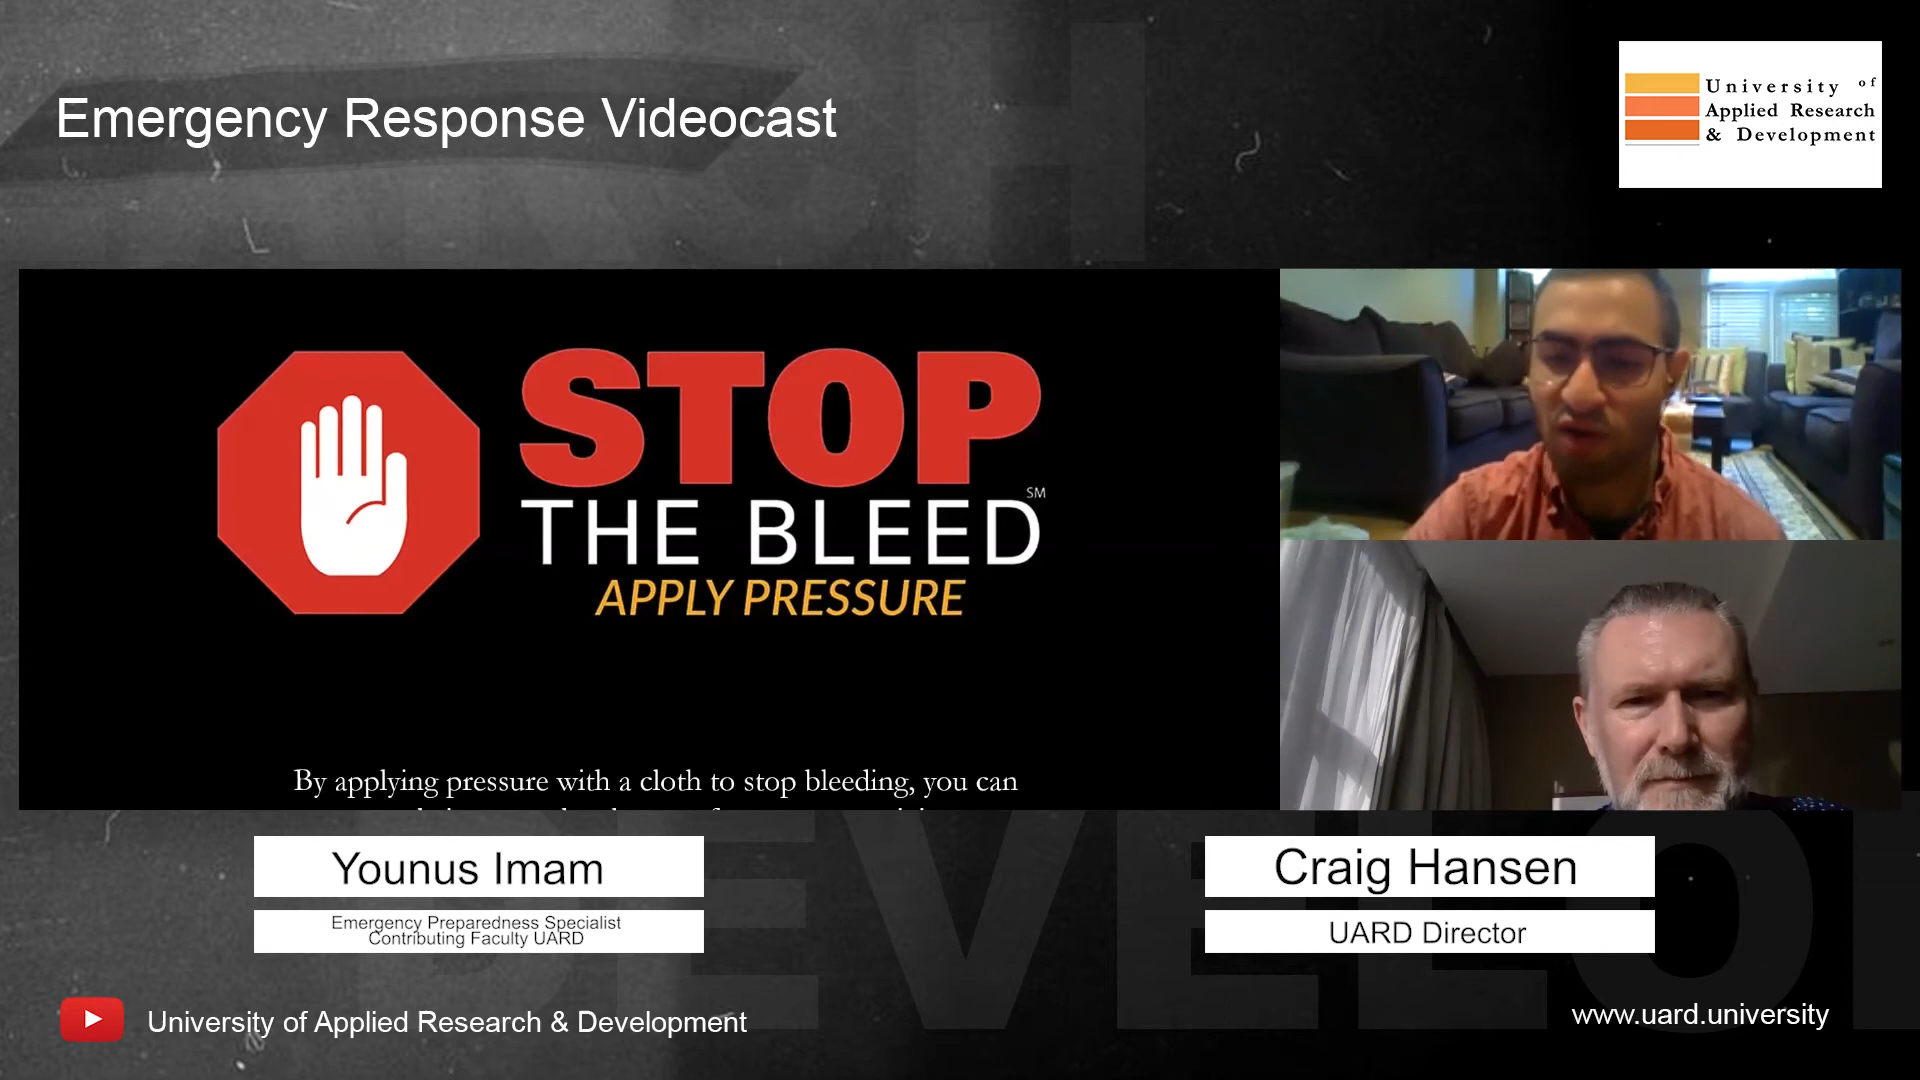 Emergency Response Videocast
University of
Applied Research
& Development
STOP
SM
THE BLEED
APPLY PRESSURE
By applying pressure with a cloth to stop bleeding, you can
Younus Imam
Emergency Preparedness Specialist
Contributing Faculty UARD
Craig Hansen
UARD Director
University of Applied Research & Development
www.uard.university